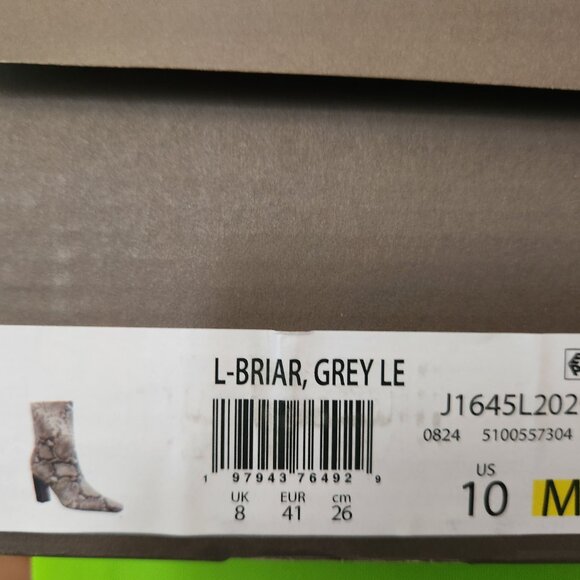 L-BRIAR, GREY LE
J1645L202
0824 5100557304
1 97943 76492 9
UK EUR cm
8 41 26
US
10 M